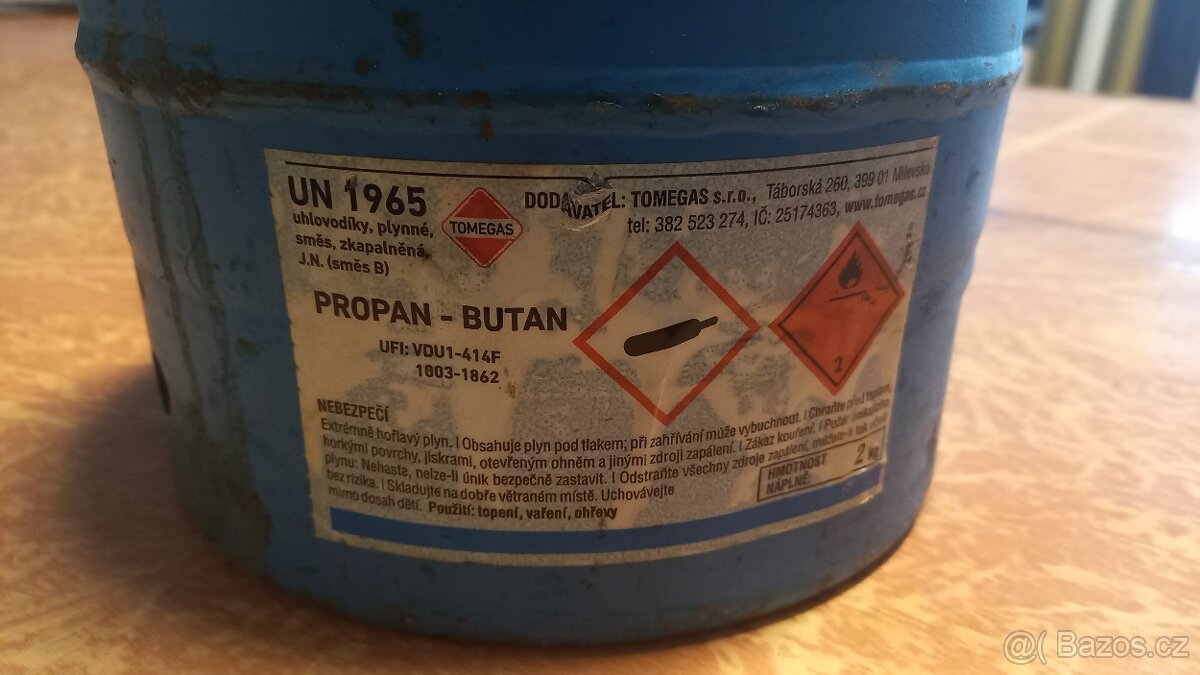 UN 1965
uhlovodíky, plynné,
směs, zkapalněná,
J.N. (směs B)
TOMEGAS
DODAVATEL: TOMEGAS s.r.o., Táborská 260, 399 01 Milevsko
tel: 382 523 274, IČ: 25174363, www.tomegas.cz
PROPAN - BUTAN
UFI: VDU1-414F
1003-1862
2
NEBEZPEČÍ
Extrémně hořlavý plyn. | Obsahuje plyn pod tlakem; při zahřívání může vybuchnout. | Chraňte před teplem,
horkými povrchy, jiskrami, otevřeným ohněm a jinými zdroji zapálení. | Zákaz kouření. | Požár unikajícího
plynu: Nehaste, nelze-li únik bezpečně zastavit. | Odstraňte všechny zdroje zapálení, můžete-li tak učinit
bez rizika. | Skladujte na dobře větraném místě. Uchovávejte
mimo dosah dětí. Použití: topení, vaření, ohřevy
HMOTNOST
NÁPLNĚ: 2 kg
@( Bazos.cz